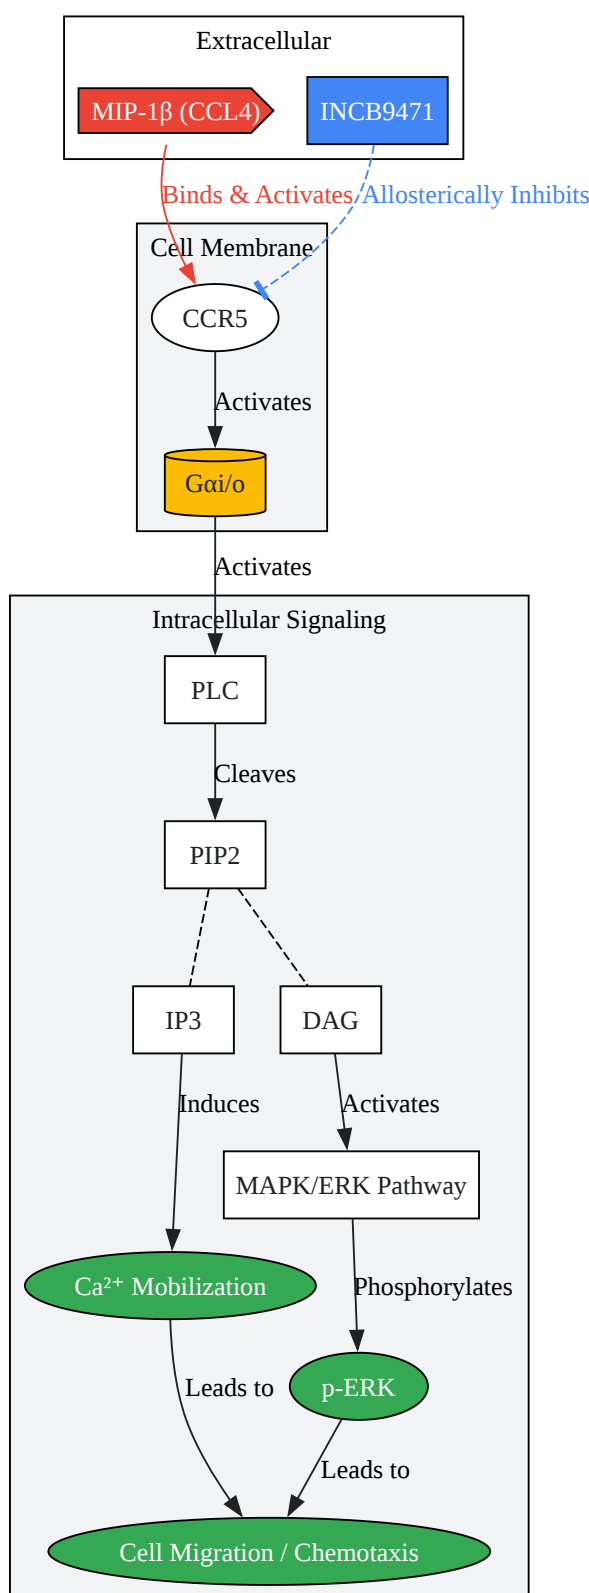 Extracellular
MIP-1β (CCL4)
INCB9471
Binds & Activates
Allosterically Inhibits
Cell Membrane
CCR5
Activates
Gαi/o
Activates
Intracellular Signaling
PLC
Cleaves
PIP2
IP3
DAG
Induces
Activates
MAPK/ERK Pathway
Ca²⁺ Mobilization
Phosphorylates
Leads to
p-ERK
Leads to
Cell Migration / Chemotaxis